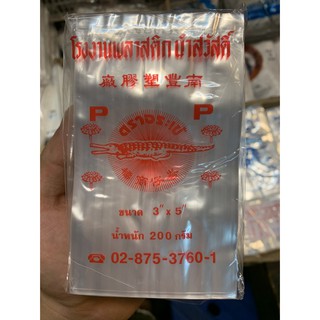 โรงงานพลาสติก นำสวัสดิ์
廠膠塑豐南
P P
ตราจระเข้
ขนาด 3" x 5"
น้ำหนัก 200 กรัม
☎ 02-875-3760-1